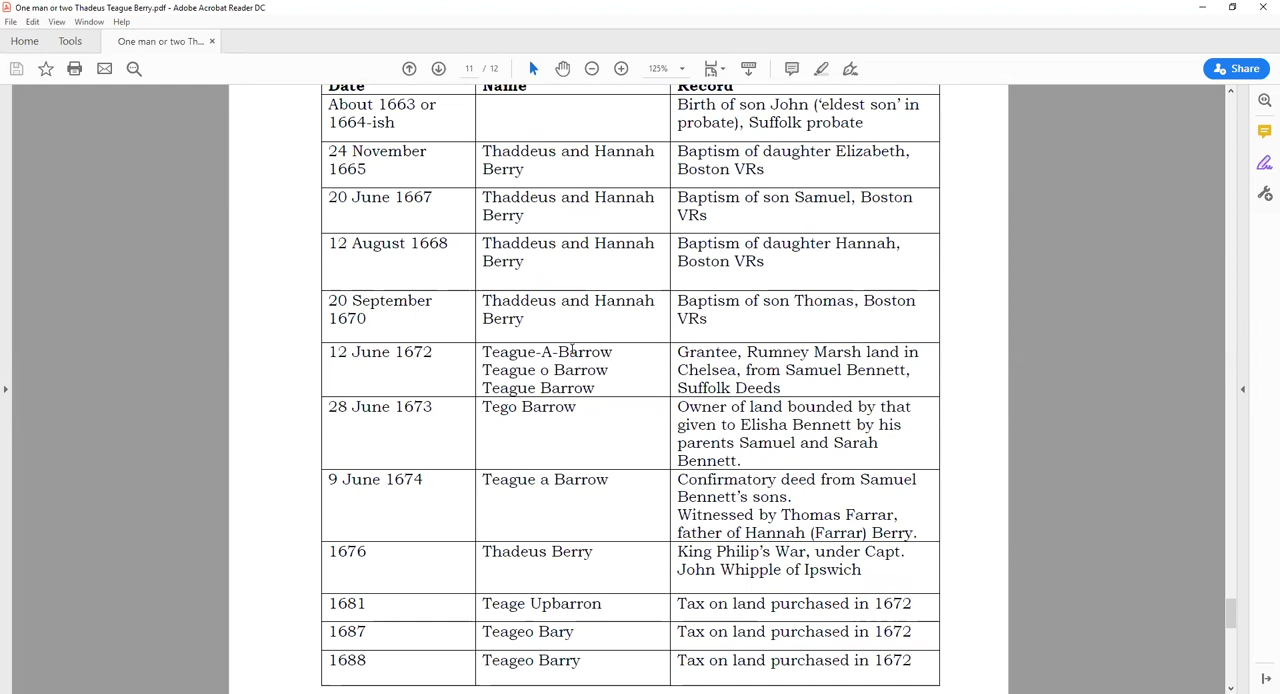 One man or two Thadeus Teague Berry.pdf - Adobe Acrobat Reader DC
File Edit View Window Help
Home Tools One man or two Th... ×
11 / 12 125% Share
Date Name Record
About 1663 or
1664-ish
Birth of son John (‘eldest son’ in
probate), Suffolk probate
24 November
1665
Thaddeus and Hannah
Berry
Baptism of daughter Elizabeth,
Boston VRs
20 June 1667
Thaddeus and Hannah
Berry
Baptism of son Samuel, Boston
VRs
12 August 1668
Thaddeus and Hannah
Berry
Baptism of daughter Hannah,
Boston VRs
20 September
1670
Thaddeus and Hannah
Berry
Baptism of son Thomas, Boston
VRs
12 June 1672
Teague-A-Barrow
Teague o Barrow
Teague Barrow
Grantee, Rumney Marsh land in
Chelsea, from Samuel Bennett,
Suffolk Deeds
28 June 1673
Tego Barrow
Owner of land bounded by that
given to Elisha Bennett by his
parents Samuel and Sarah
Bennett.
9 June 1674
Teague a Barrow
Confirmatory deed from Samuel
Bennett’s sons.
Witnessed by Thomas Farrar,
father of Hannah (Farrar) Berry.
1676
Thadeus Berry
King Philip’s War, under Capt.
John Whipple of Ipswich
1681
Teage Upbarron
Tax on land purchased in 1672
1687
Teageo Bary
Tax on land purchased in 1672
1688
Teageo Barry
Tax on land purchased in 1672